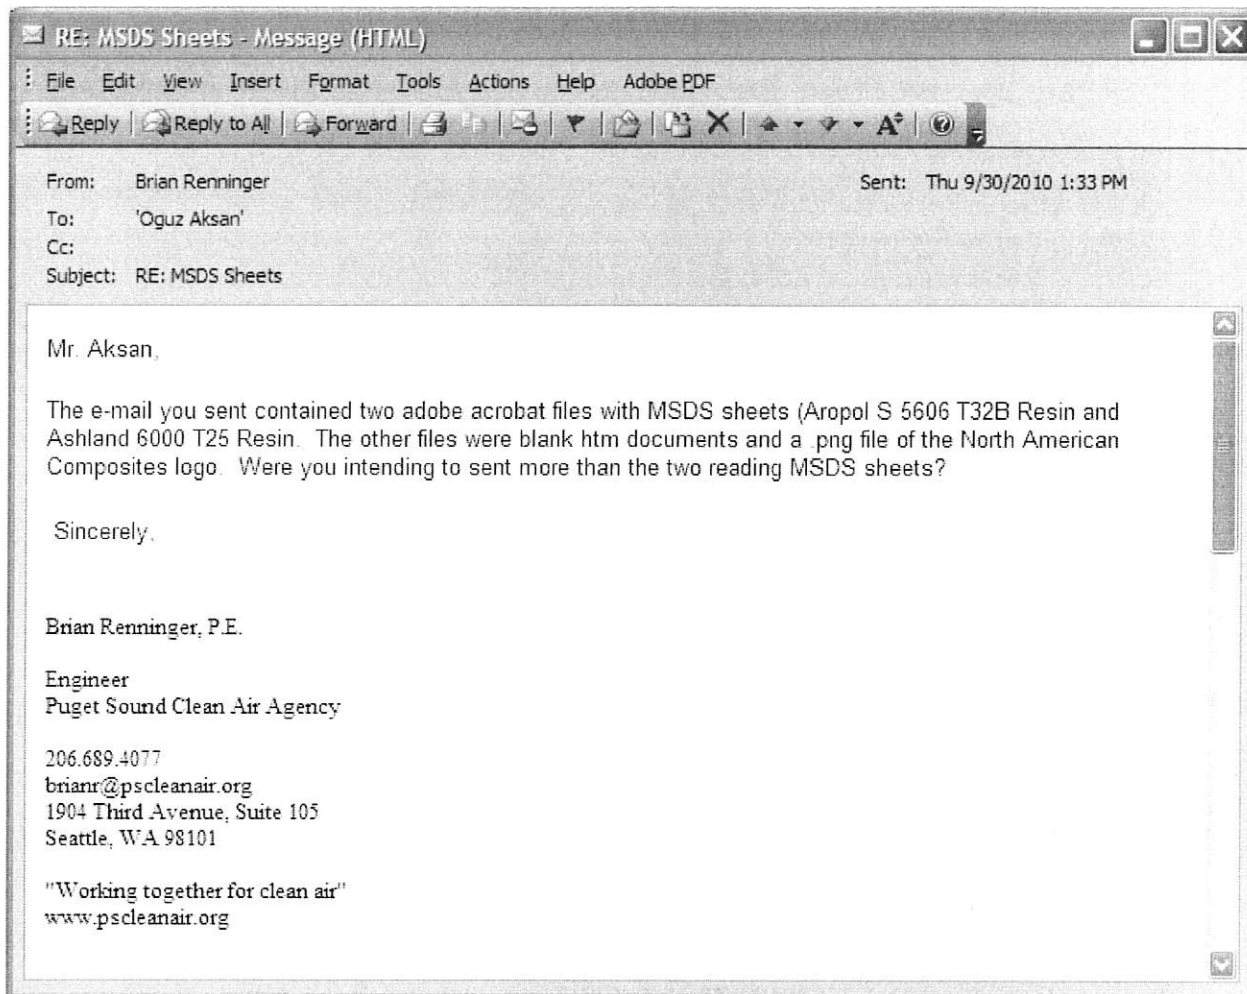 RE: MSDS Sheets - Message (HTML)
File Edit View Insert Format Tools Actions Help Adobe PDF
Reply Reply to All Forward
From: Brian Renninger Sent: Thu 9/30/2010 1:33 PM
To: 'Oguz Aksan'
Cc:
Subject: RE: MSDS Sheets
Mr. Aksan,
The e-mail you sent contained two adobe acrobat files with MSDS sheets (Aropol S 5606 T32B Resin and
Ashland 6000 T25 Resin. The other files were blank htm documents and a .png file of the North American
Composites logo. Were you intending to sent more than the two reading MSDS sheets?
Sincerely,
Brian Renninger, P.E.
Engineer
Puget Sound Clean Air Agency
206.689.4077
brianr@pscleanair.org
1904 Third Avenue, Suite 105
Seattle, WA 98101
"Working together for clean air"
www.pscleanair.org